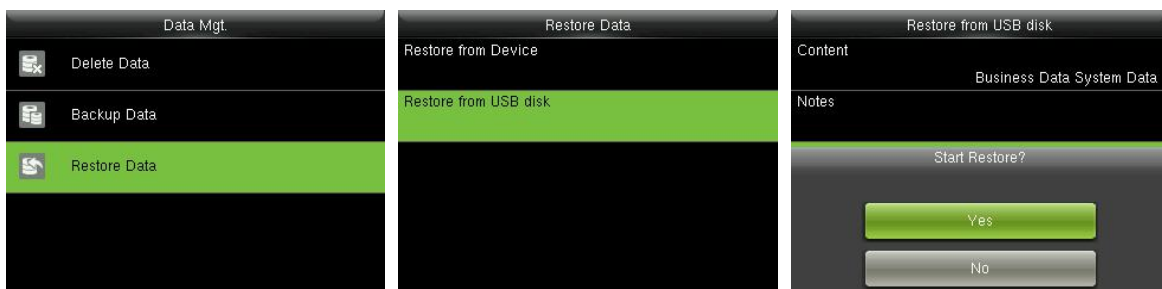 Data Mgt.
Delete Data
Backup Data
Restore Data
Restore Data
Restore from Device
Restore from USB disk
Restore from USB disk
Content
Business Data System Data
Notes
Start Restore?
Yes
No